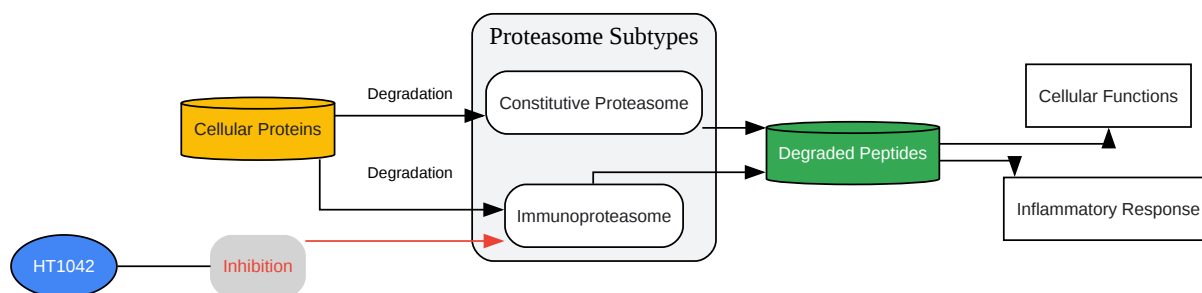 Proteasome Subtypes
Degradation
Constitutive Proteasome
Cellular Proteins
Degradation
Immunoproteasome
HT1042
Inhibition
Degraded Peptides
Cellular Functions
Inflammatory Response